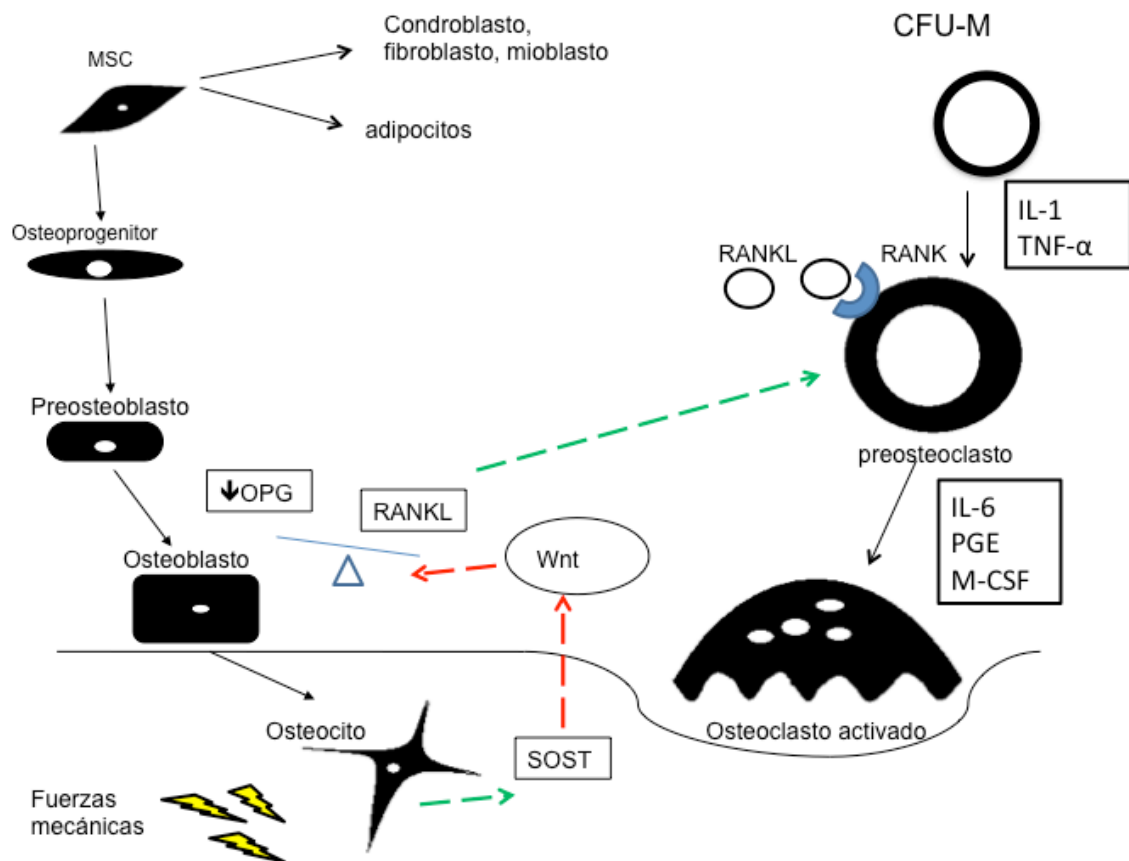 Condroblasto,
fibroblasto, mioblasto
CFU-M
MSC
adipocitos
IL-1
TNF-α
Osteoprogenitor
RANKL
RANK
Preosteoblasto
preosteoclasto
↓OPG
RANKL
IL-6
PGE
M-CSF
Osteoblasto
Wnt
Osteocito
Osteoclasto activado
SOST
Fuerzas
mecánicas